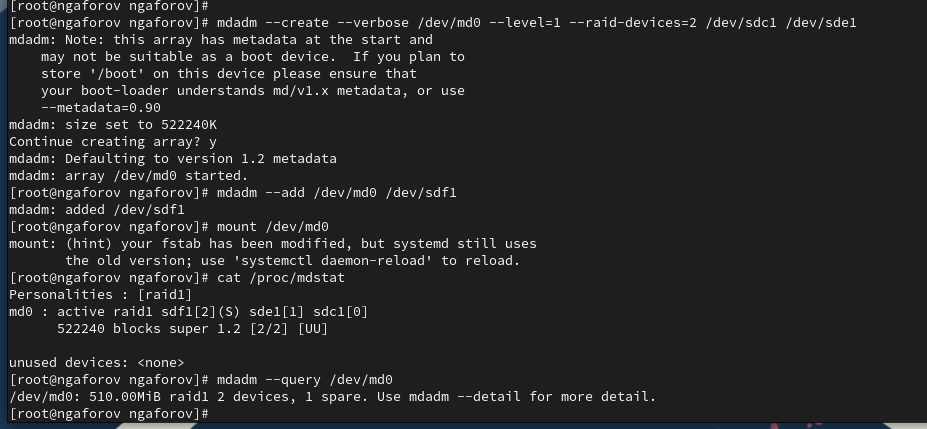 [root@ngaforov ngaforov]#
[root@ngaforov ngaforov]# mdadm --create --verbose /dev/md0 --level=1 --raid-devices=2 /dev/sdc1 /dev/sde1
mdadm: Note: this array has metadata at the start and
    may not be suitable as a boot device.  If you plan to
    store '/boot' on this device please ensure that
    your boot-loader understands md/v1.x metadata, or use
    --metadata=0.90
mdadm: size set to 522240K
Continue creating array? y
mdadm: Defaulting to version 1.2 metadata
mdadm: array /dev/md0 started.
[root@ngaforov ngaforov]# mdadm --add /dev/md0 /dev/sdf1
mdadm: added /dev/sdf1
[root@ngaforov ngaforov]# mount /dev/md0
mount: (hint) your fstab has been modified, but systemd still uses
       the old version; use 'systemctl daemon-reload' to reload.
[root@ngaforov ngaforov]# cat /proc/mdstat
Personalities : [raid1]
md0 : active raid1 sdf1[2](S) sde1[1] sdc1[0]
      522240 blocks super 1.2 [2/2] [UU]

unused devices: <none>
[root@ngaforov ngaforov]# mdadm --query /dev/md0
/dev/md0: 510.00MiB raid1 2 devices, 1 spare. Use mdadm --detail for more detail.
[root@ngaforov ngaforov]#